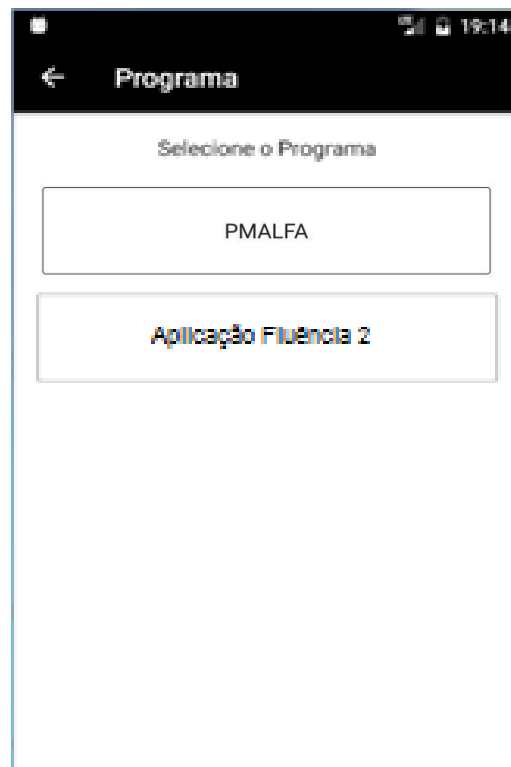 19:14
Programa
Selecione o Programa
PMALFA
Aplicação Fluência 2